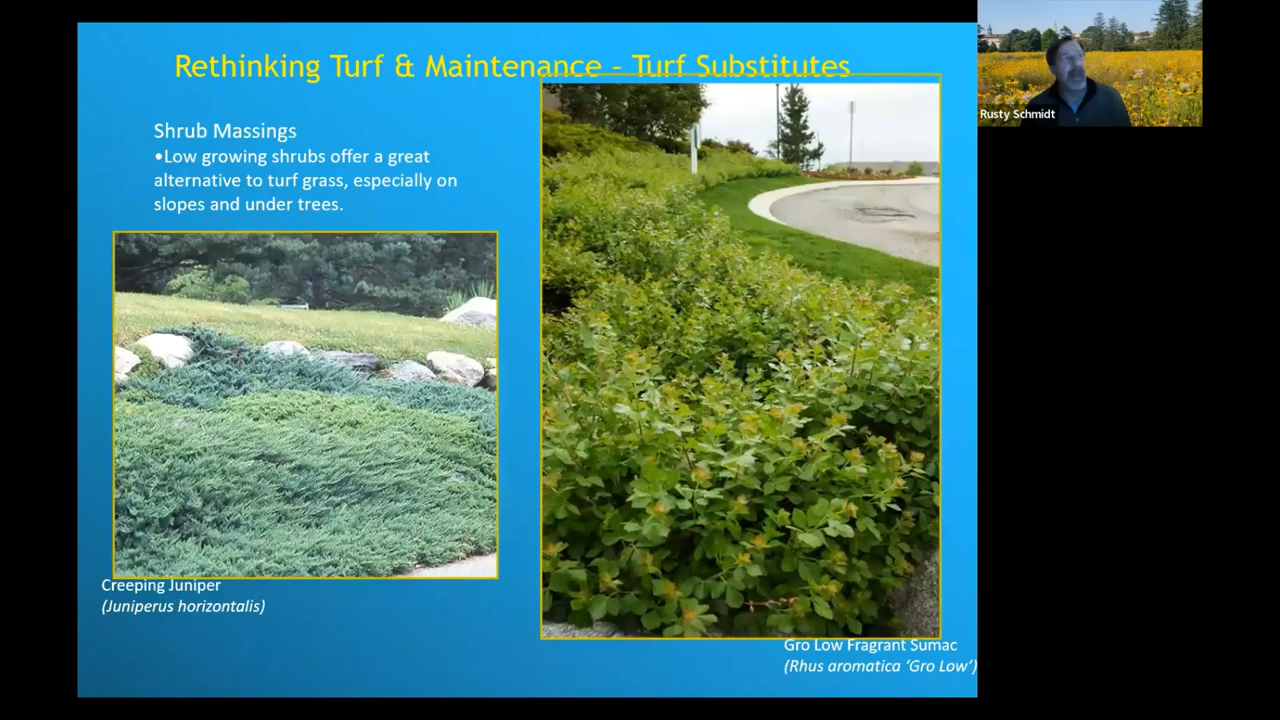 Rethinking Turf & Maintenance – Turf Substitutes
Shrub Massings
•Low growing shrubs offer a great
alternative to turf grass, especially on
slopes and under trees.
Creeping Juniper
(Juniperus horizontalis)
Gro Low Fragrant Sumac
(Rhus aromatica ‘Gro Low’)
Rusty Schmidt